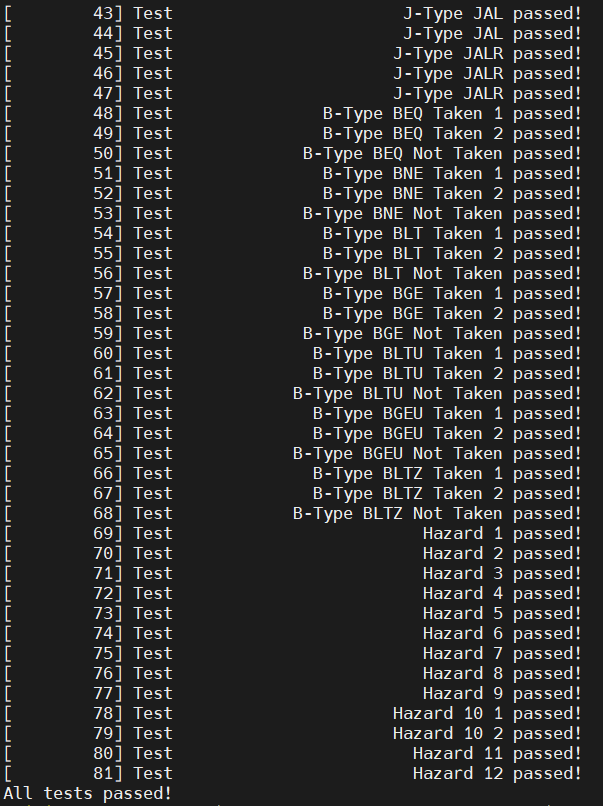 [        43] Test                       J-Type JAL passed!
[        44] Test                       J-Type JAL passed!
[        45] Test                      J-Type JALR passed!
[        46] Test                      J-Type JALR passed!
[        47] Test                      J-Type JALR passed!
[        48] Test               B-Type BEQ Taken 1 passed!
[        49] Test               B-Type BEQ Taken 2 passed!
[        50] Test             B-Type BEQ Not Taken passed!
[        51] Test               B-Type BNE Taken 1 passed!
[        52] Test               B-Type BNE Taken 2 passed!
[        53] Test             B-Type BNE Not Taken passed!
[        54] Test               B-Type BLT Taken 1 passed!
[        55] Test               B-Type BLT Taken 2 passed!
[        56] Test             B-Type BLT Not Taken passed!
[        57] Test               B-Type BGE Taken 1 passed!
[        58] Test               B-Type BGE Taken 2 passed!
[        59] Test             B-Type BGE Not Taken passed!
[        60] Test              B-Type BLTU Taken 1 passed!
[        61] Test              B-Type BLTU Taken 2 passed!
[        62] Test            B-Type BLTU Not Taken passed!
[        63] Test              B-Type BGEU Taken 1 passed!
[        64] Test              B-Type BGEU Taken 2 passed!
[        65] Test            B-Type BGEU Not Taken passed!
[        66] Test              B-Type BLTZ Taken 1 passed!
[        67] Test              B-Type BLTZ Taken 2 passed!
[        68] Test            B-Type BLTZ Not Taken passed!
[        69] Test                         Hazard 1 passed!
[        70] Test                         Hazard 2 passed!
[        71] Test                         Hazard 3 passed!
[        72] Test                         Hazard 4 passed!
[        73] Test                         Hazard 5 passed!
[        74] Test                         Hazard 6 passed!
[        75] Test                         Hazard 7 passed!
[        76] Test                         Hazard 8 passed!
[        77] Test                         Hazard 9 passed!
[        78] Test                      Hazard 10 1 passed!
[        79] Test                      Hazard 10 2 passed!
[        80] Test                        Hazard 11 passed!
[        81] Test                        Hazard 12 passed!
All tests passed!